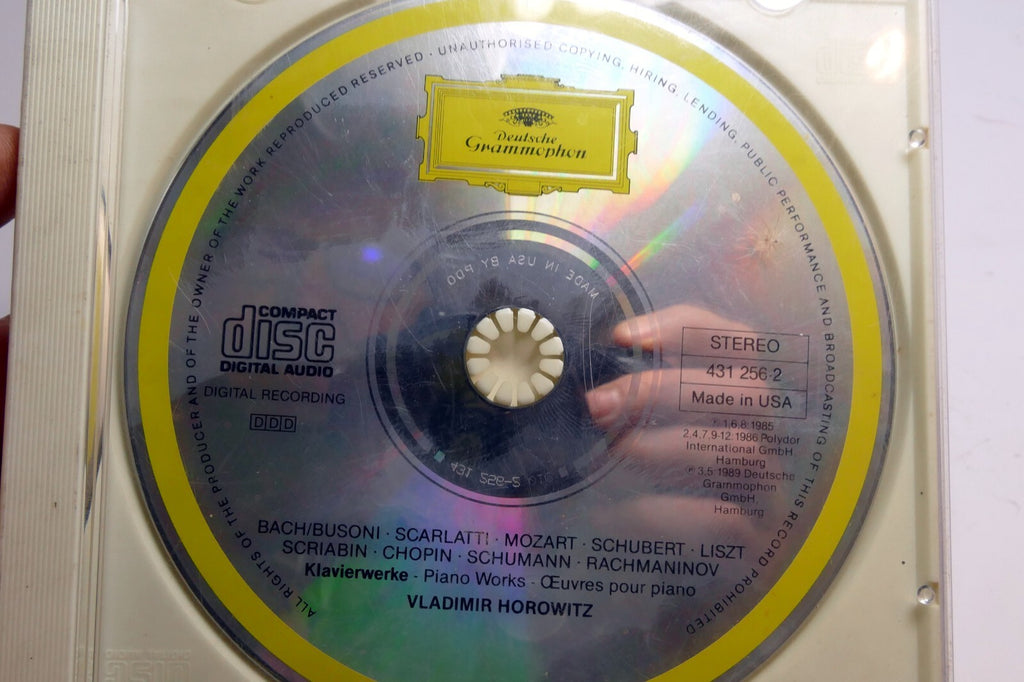 ALL RIGHTS OF THE PRODUCER AND OF THE OWNER OF THE WORK REPRODUCED RESERVED · UNAUTHORISED COPYING, HIRING, LENDING, PUBLIC PERFORMANCE AND BROADCASTING OF THIS RECORD PROHIBITED
Deutsche
Grammophon
MADE IN USA BY PDO
COMPACT
disc
DIGITAL AUDIO
DIGITAL RECORDING
DDD
STEREO
431 256-2
Made in USA
℗ 1.6.8:1985
2.4.7.9-12:1986 Polydor
International GmbH
Hamburg
℗ 3.5:1989 Deutsche
Grammophon
GmbH,
Hamburg
431 256-2
BACH/BUSONI · SCARLATTI · MOZART · SCHUBERT · LISZT
SCRIABIN · CHOPIN · SCHUMANN · RACHMANINOV
Klavierwerke · Piano Works · Œuvres pour piano
VLADIMIR HOROWITZ